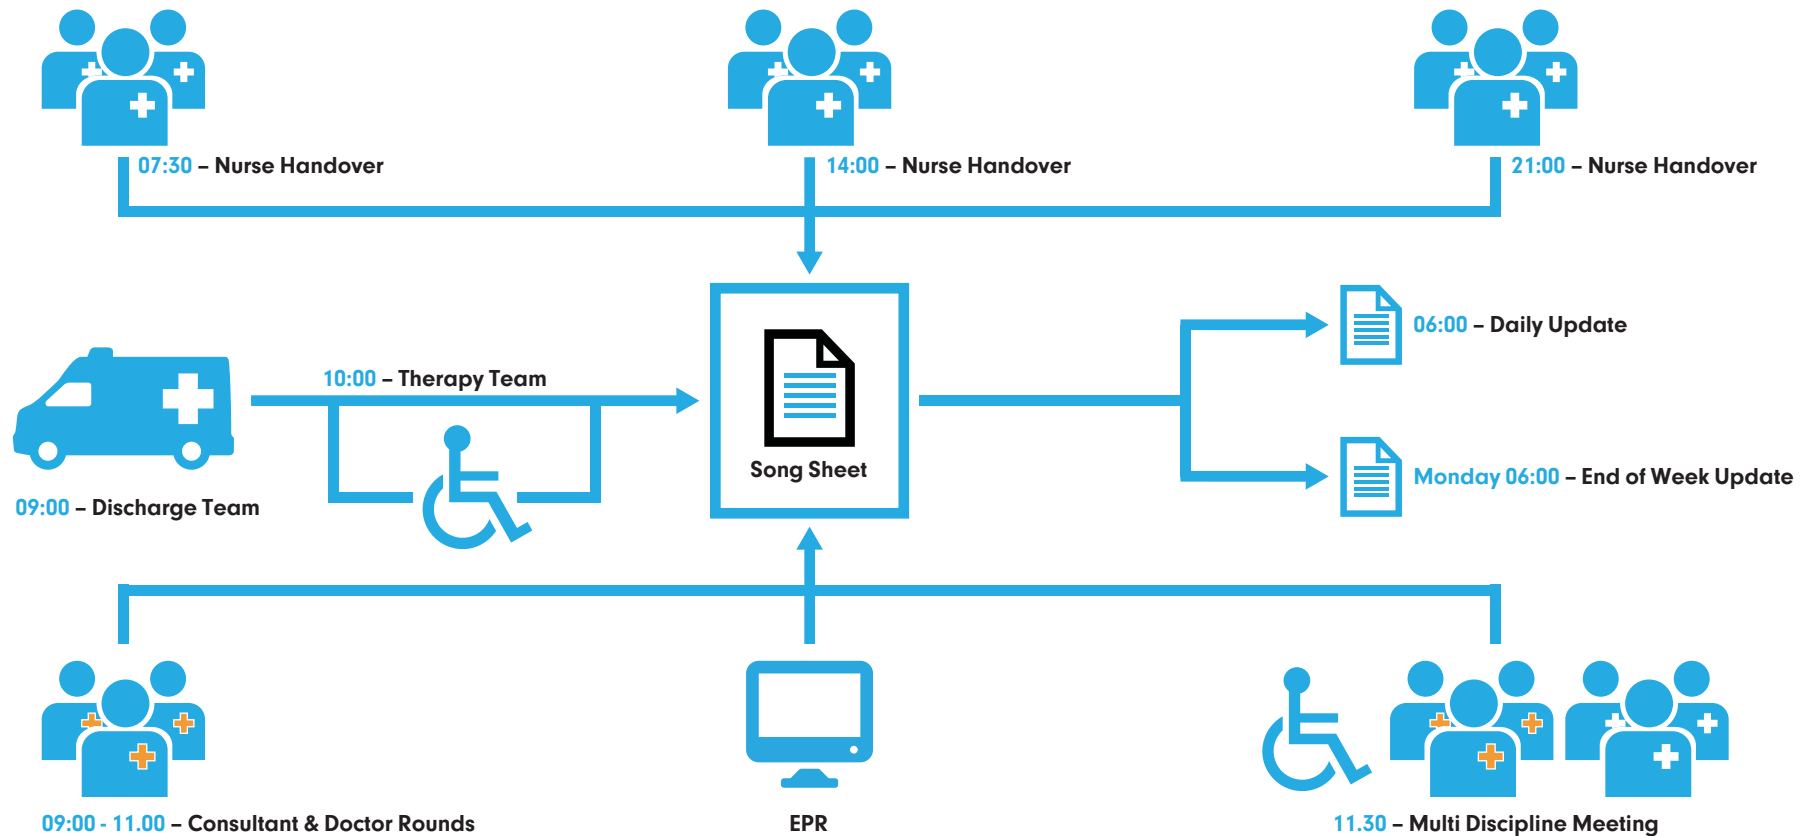 07:30 – Nurse Handover
14:00 – Nurse Handover
21:00 – Nurse Handover
06:00 – Daily Update
10:00 – Therapy Team
Song Sheet
Monday 06:00 – End of Week Update
09:00 – Discharge Team
09:00 - 11.00 – Consultant & Doctor Rounds
EPR
11.30 – Multi Discipline Meeting